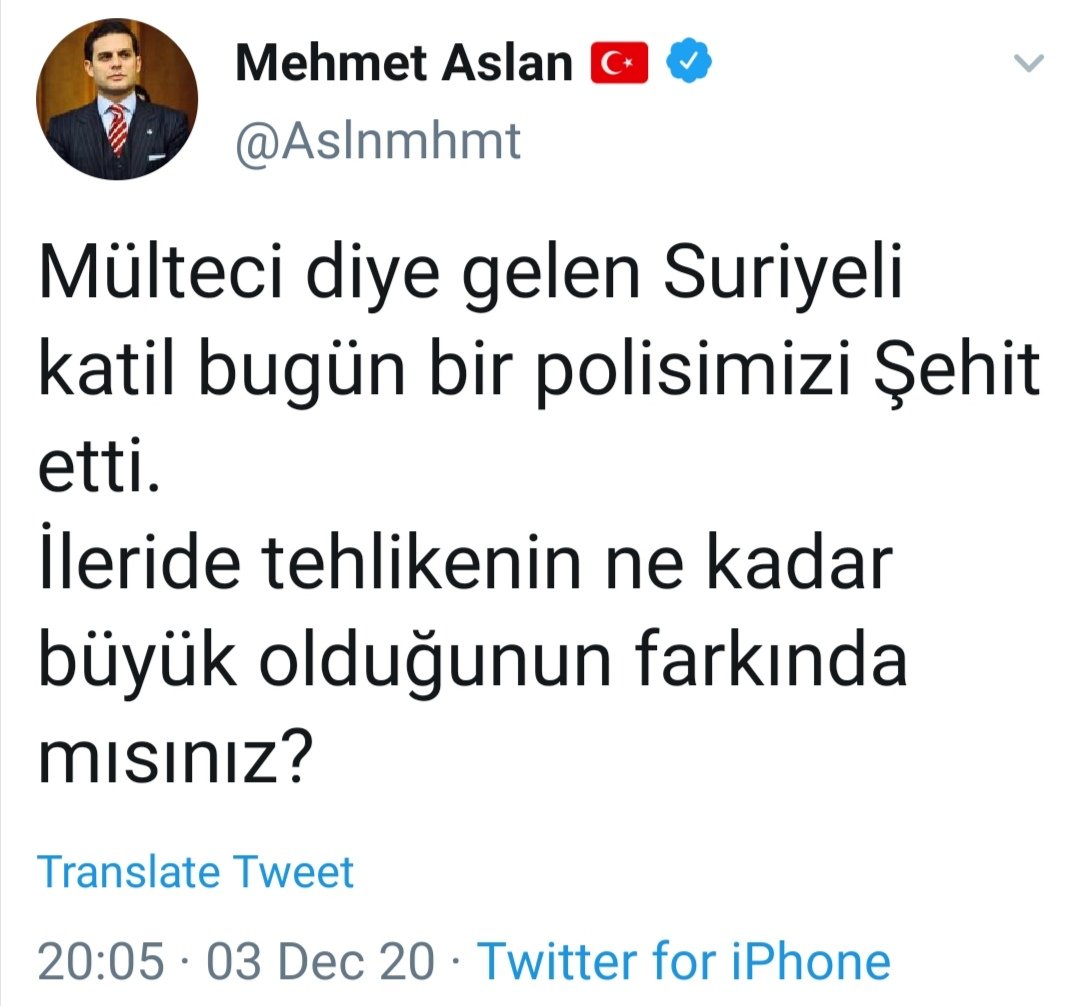 Mehmet Aslan
@Aslnmhmt
Mülteci diye gelen Suriyeli
katil bugün bir polisimizi Şehit
etti.
İleride tehlikenin ne kadar
büyük olduğunun farkında
mısınız?
Translate Tweet
20:05 · 03 Dec 20 · Twitter for iPhone